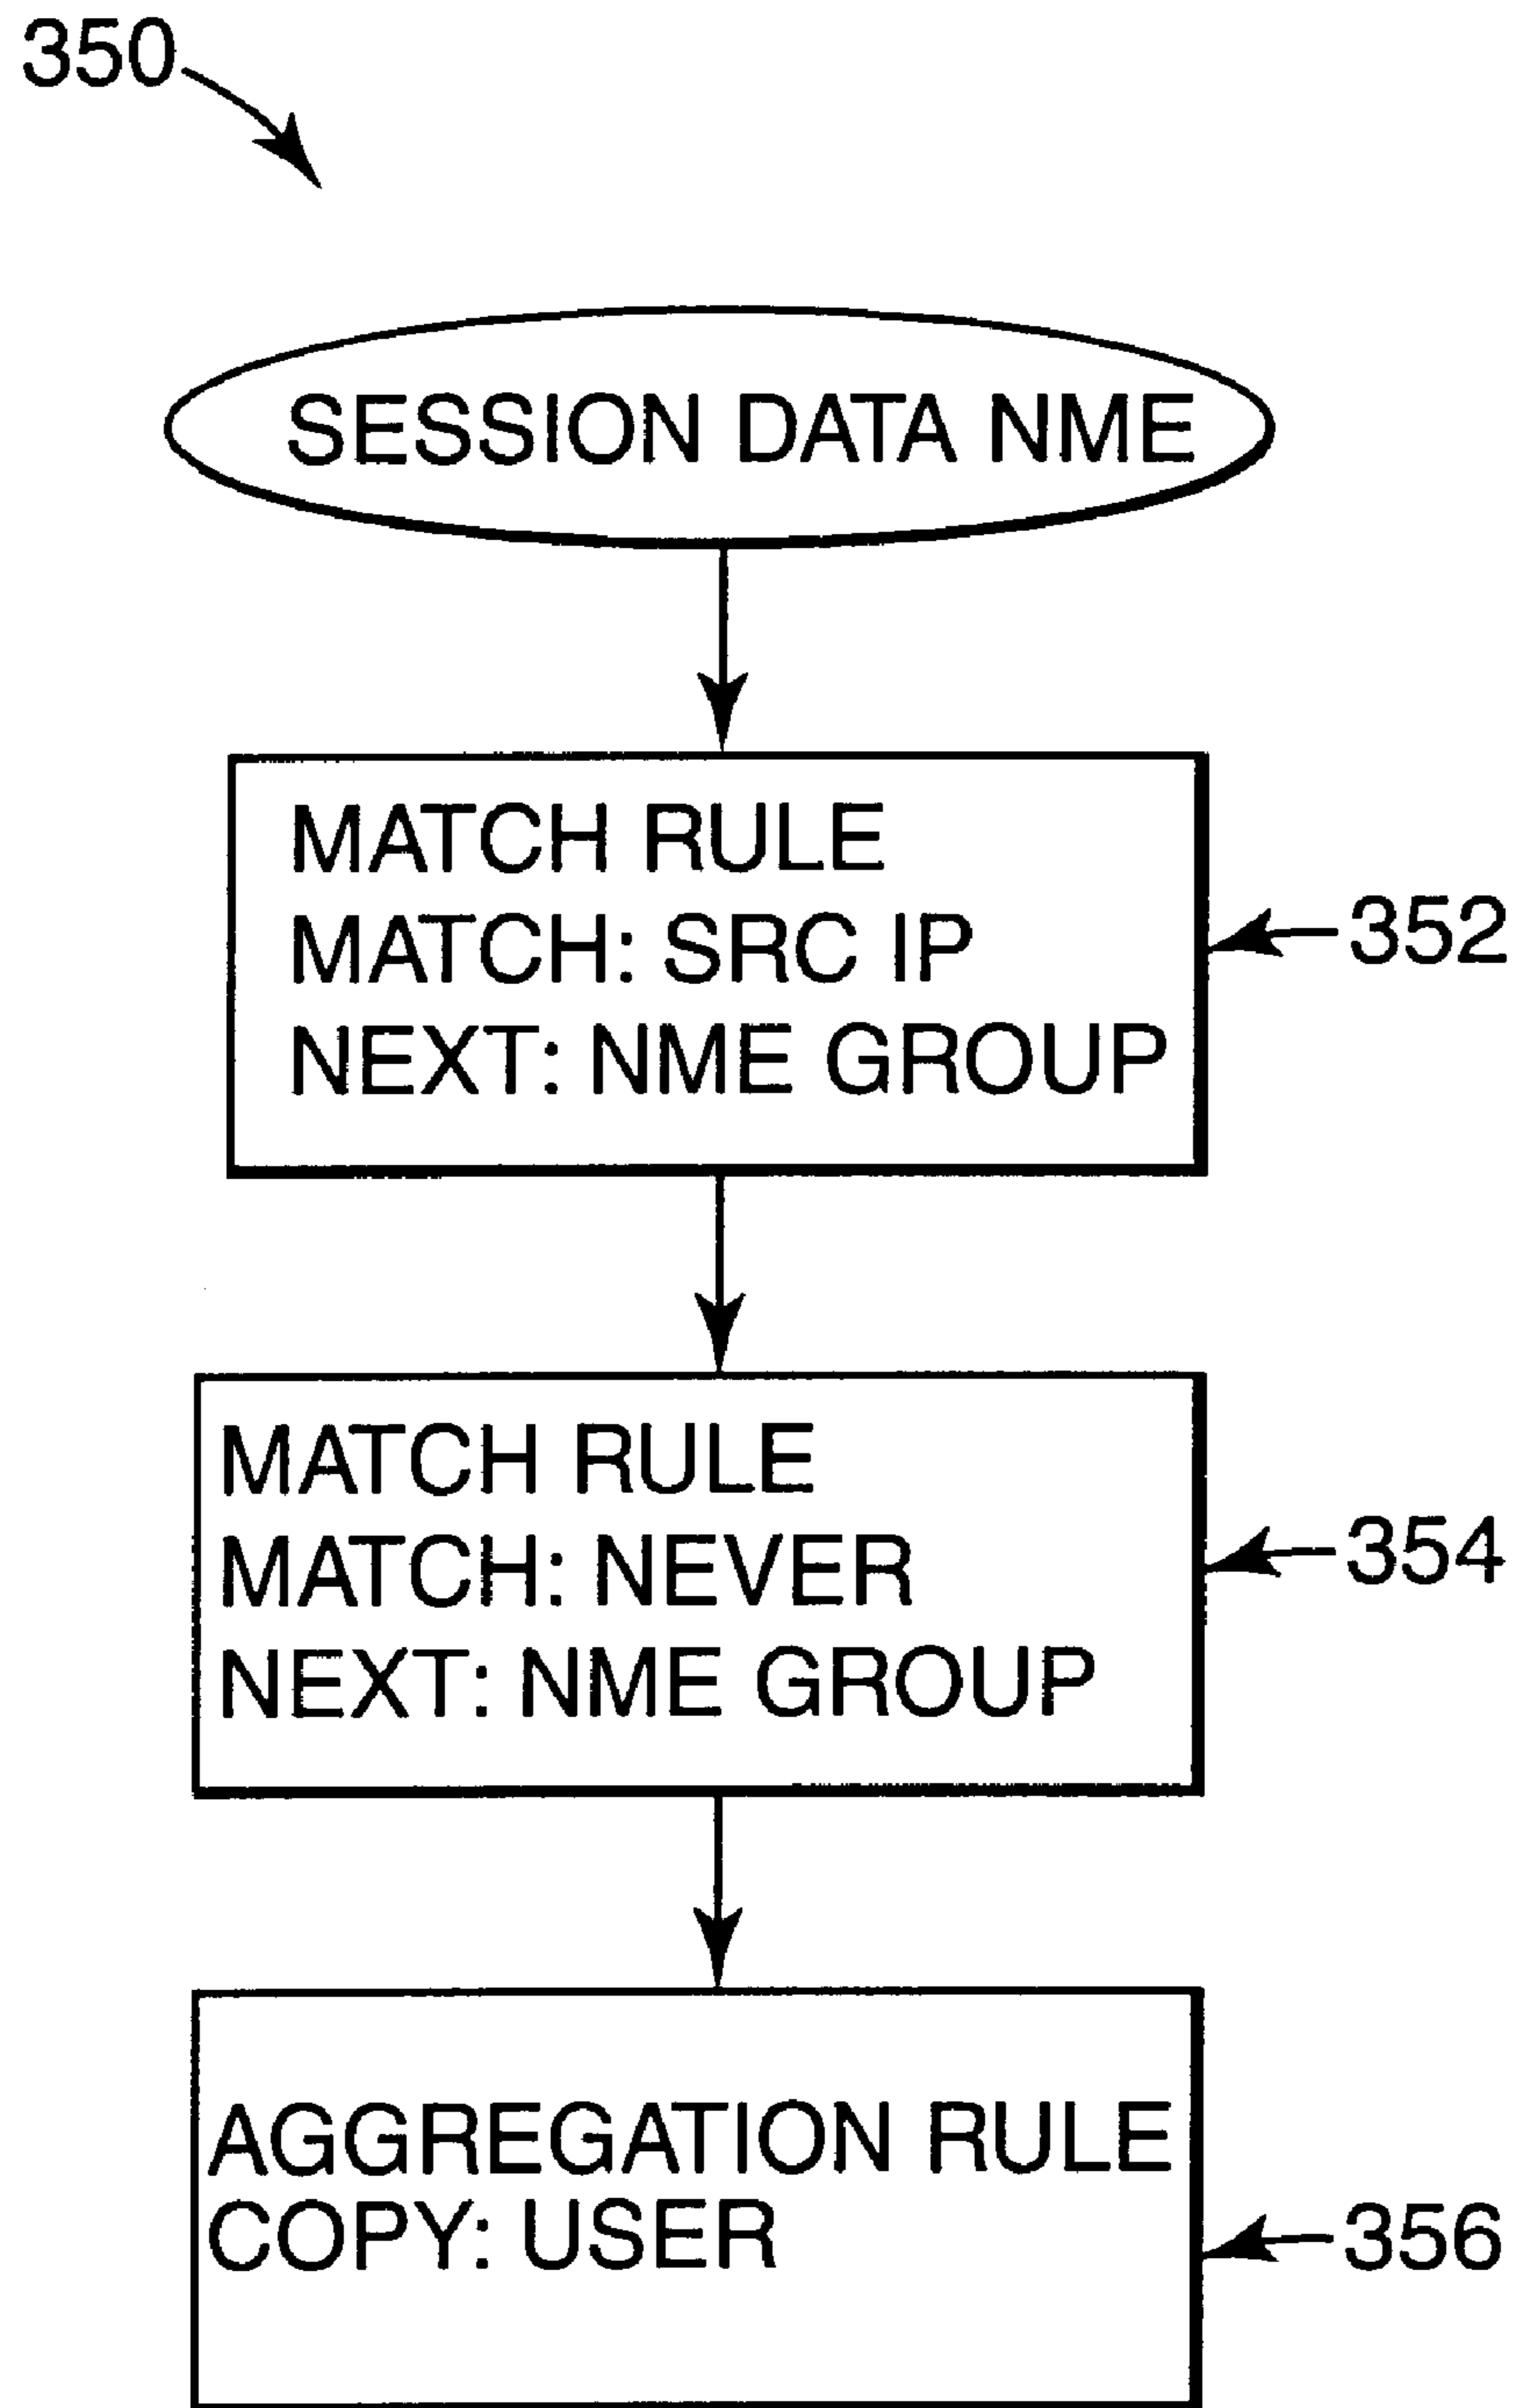 350
SESSION DATA NME
MATCH RULE
MATCH: SRC IP
NEXT: NME GROUP
352
MATCH RULE
MATCH: NEVER
NEXT: NME GROUP
354
AGGREGATION RULE
COPY: USER
356